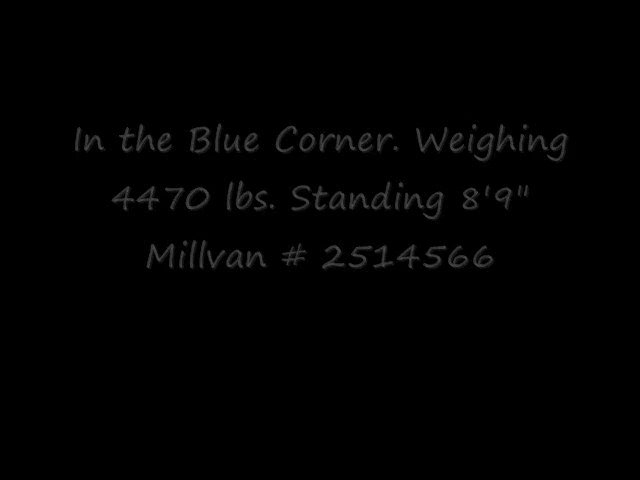 In the Blue Corner. Weighing
4470 lbs. Standing 8'9"
Millvan # 2514566